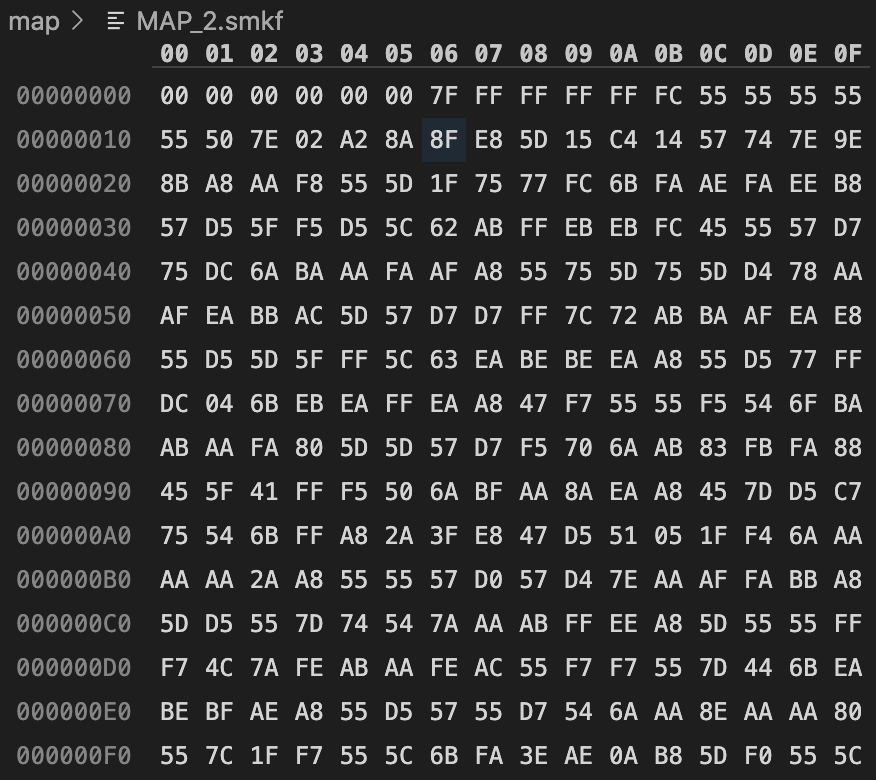 map > MAP_2.smkf
00 01 02 03 04 05 06 07 08 09 0A 0B 0C 0D 0E 0F
00000000 00 00 00 00 00 00 7F FF FF FF FF FC 55 55 55 55
00000010 55 50 7E 02 A2 8A 8F E8 5D 15 C4 14 57 74 7E 9E
00000020 8B A8 AA F8 55 5D 1F 75 77 FC 6B FA AE FA EE B8
00000030 57 D5 5F F5 D5 5C 62 AB FF EB EB FC 45 55 57 D7
00000040 75 DC 6A BA AA FA AF A8 55 75 5D 75 5D D4 78 AA
00000050 AF EA BB AC 5D 57 D7 D7 FF 7C 72 AB BA AF EA E8
00000060 55 D5 5D 5F FF 5C 63 EA BE BE EA A8 55 D5 77 FF
00000070 DC 04 6B EB EA FF EA A8 47 F7 55 55 F5 54 6F BA
00000080 AB AA FA 80 5D 5D 57 D7 F5 70 6A AB 83 FB FA 88
00000090 45 5F 41 FF F5 50 6A BF AA 8A EA A8 45 7D D5 C7
000000A0 75 54 6B FF A8 2A 3F E8 47 D5 51 05 1F F4 6A AA
000000B0 AA AA 2A A8 55 55 57 D0 57 D4 7E AA AF FA BB A8
000000C0 5D D5 55 7D 74 54 7A AA AB FF EE A8 5D 55 55 FF
000000D0 F7 4C 7A FE AB AA FE AC 55 F7 F7 55 7D 44 6B EA
000000E0 BE BF AE A8 55 D5 57 55 D7 54 6A AA 8E AA AA 80
000000F0 55 7C 1F F7 55 5C 6B FA 3E AE 0A B8 5D F0 55 5C